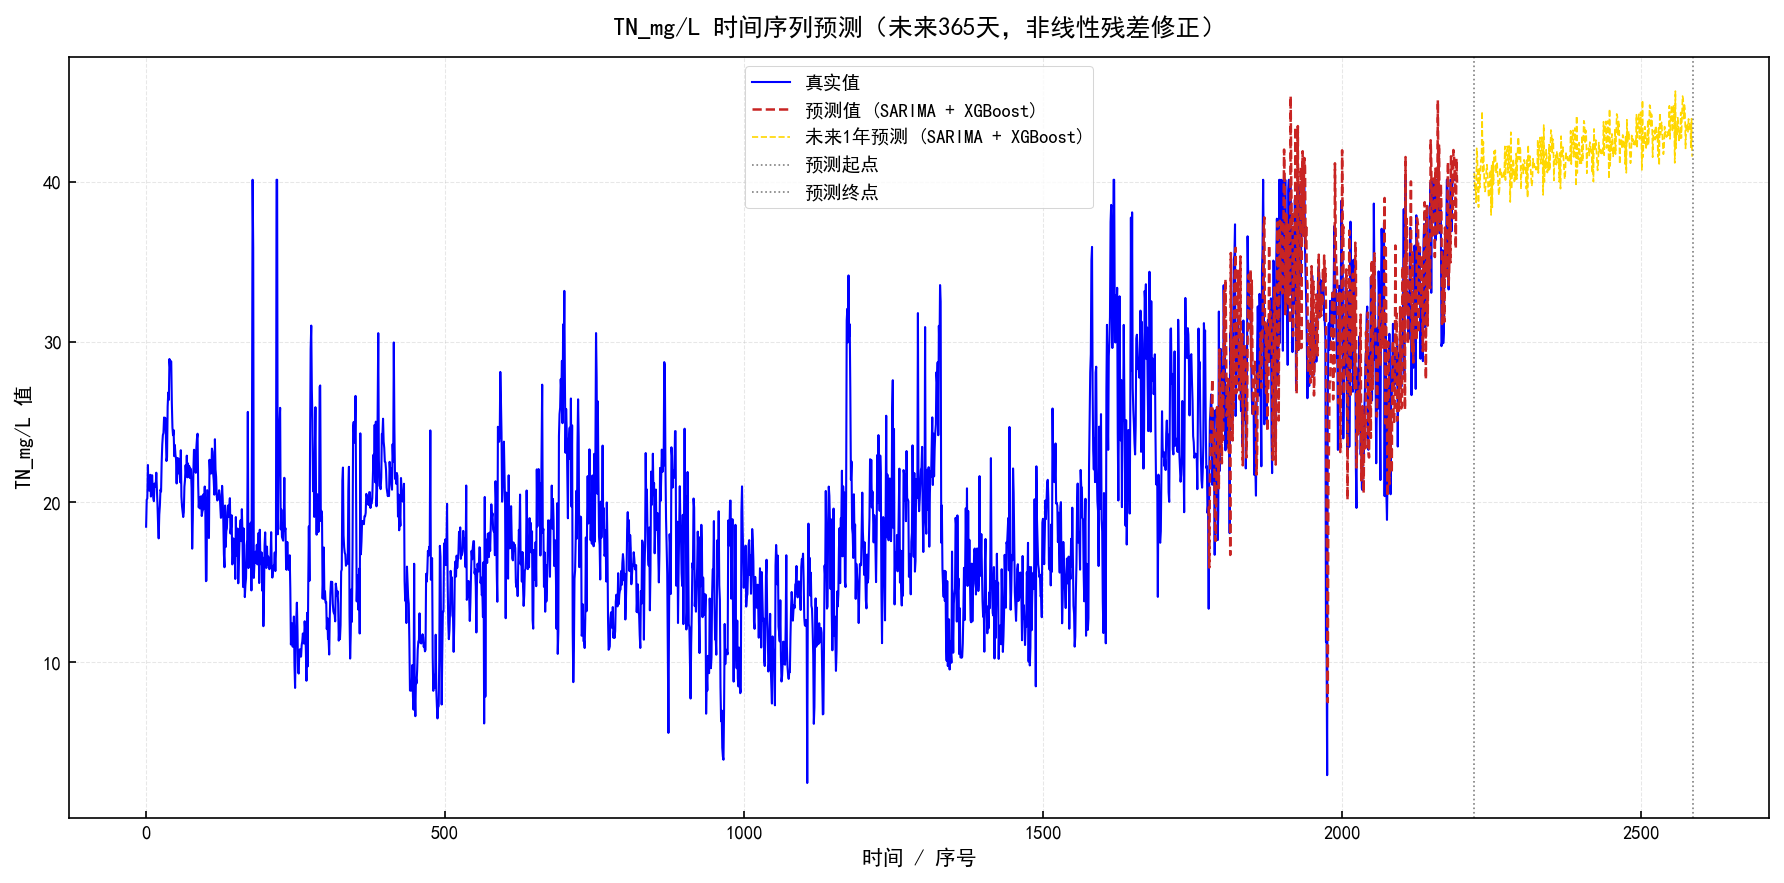 TN_mg/L 时间序列预测（未来365天，非线性残差修正）
真实值
预测值 (SARIMA + XGBoost)
未来1年预测 (SARIMA + XGBoost)
预测起点
预测终点
TN_mg/L 值
40
30
20
10
0 500 1000 1500 2000 2500
时间 / 序号